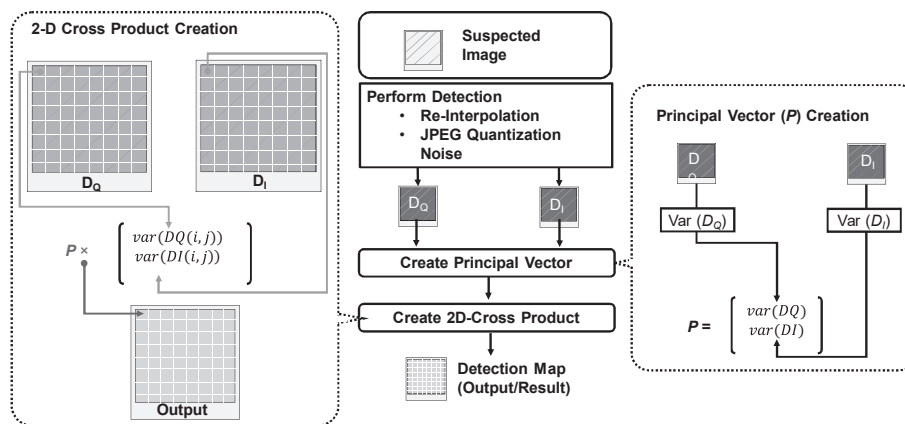 2-D Cross Product Creation
D_Q
D_I
P ×
var(DQ(i,j))
var(DI(i,j))
Output
Suspected
Image
Perform Detection
• Re-Interpolation
• JPEG Quantization
Noise
D_Q
D_I
Create Principal Vector
Create 2D-Cross Product
Detection Map
(Output/Result)
Principal Vector (P) Creation
D
Q
D_I
Var (D_Q)
Var (D_I)
P =
var(DQ)
var(DI)